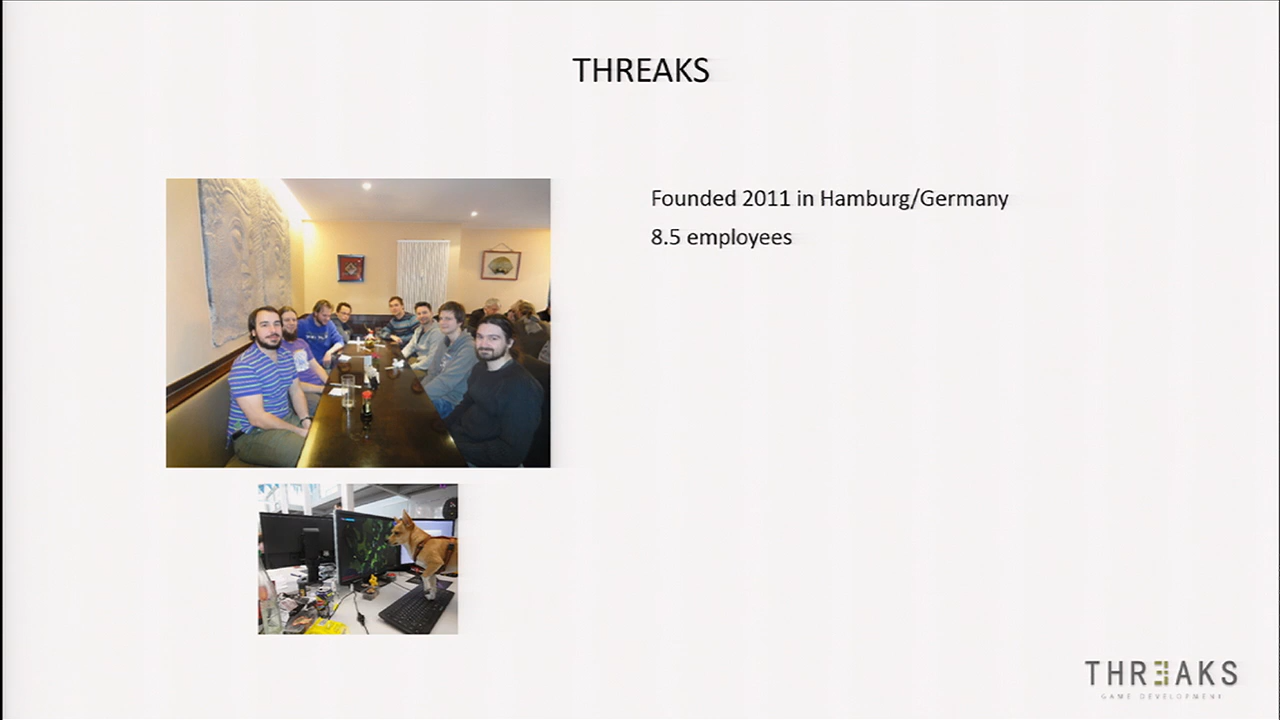 THREAKS
Founded 2011 in Hamburg/Germany
8.5 employees
THREAKS
GAME DEVELOPMENT